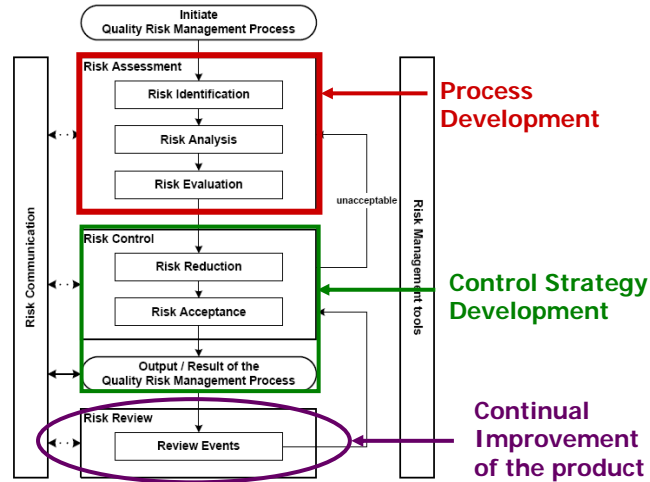 Initiate
Quality Risk Management Process
Risk Assessment
Risk Identification
Risk Analysis
Risk Evaluation
Process
Development
unacceptable
Risk Communication
Risk Management tools
Risk Control
Risk Reduction
Risk Acceptance
Control Strategy
Development
Output / Result of the
Quality Risk Management Process
Risk Review
Review Events
Continual
Improvement
of the product